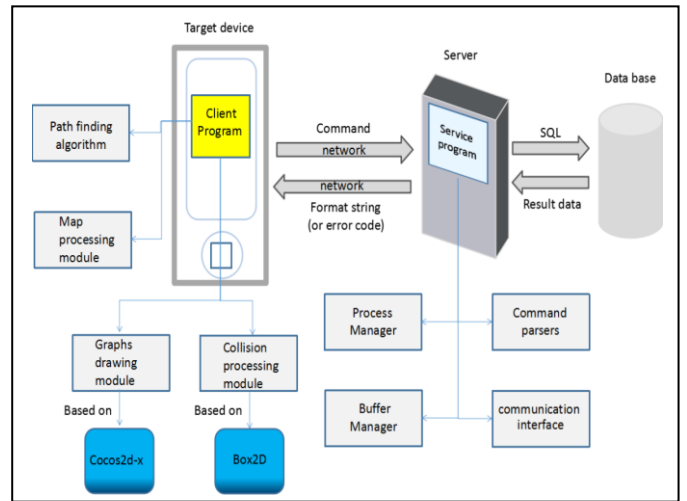 Target device
Server
Data base
Client
Program
Path finding
algorithm
Map
processing
module
Command
network
network
Format string
(or error code)
Service
program
SQL
Result data
Graphs
drawing
module
Collision
processing
module
Based on
Based on
Cocos2d-x
Box2D
Process
Manager
Command
parsers
Buffer
Manager
communication
interface